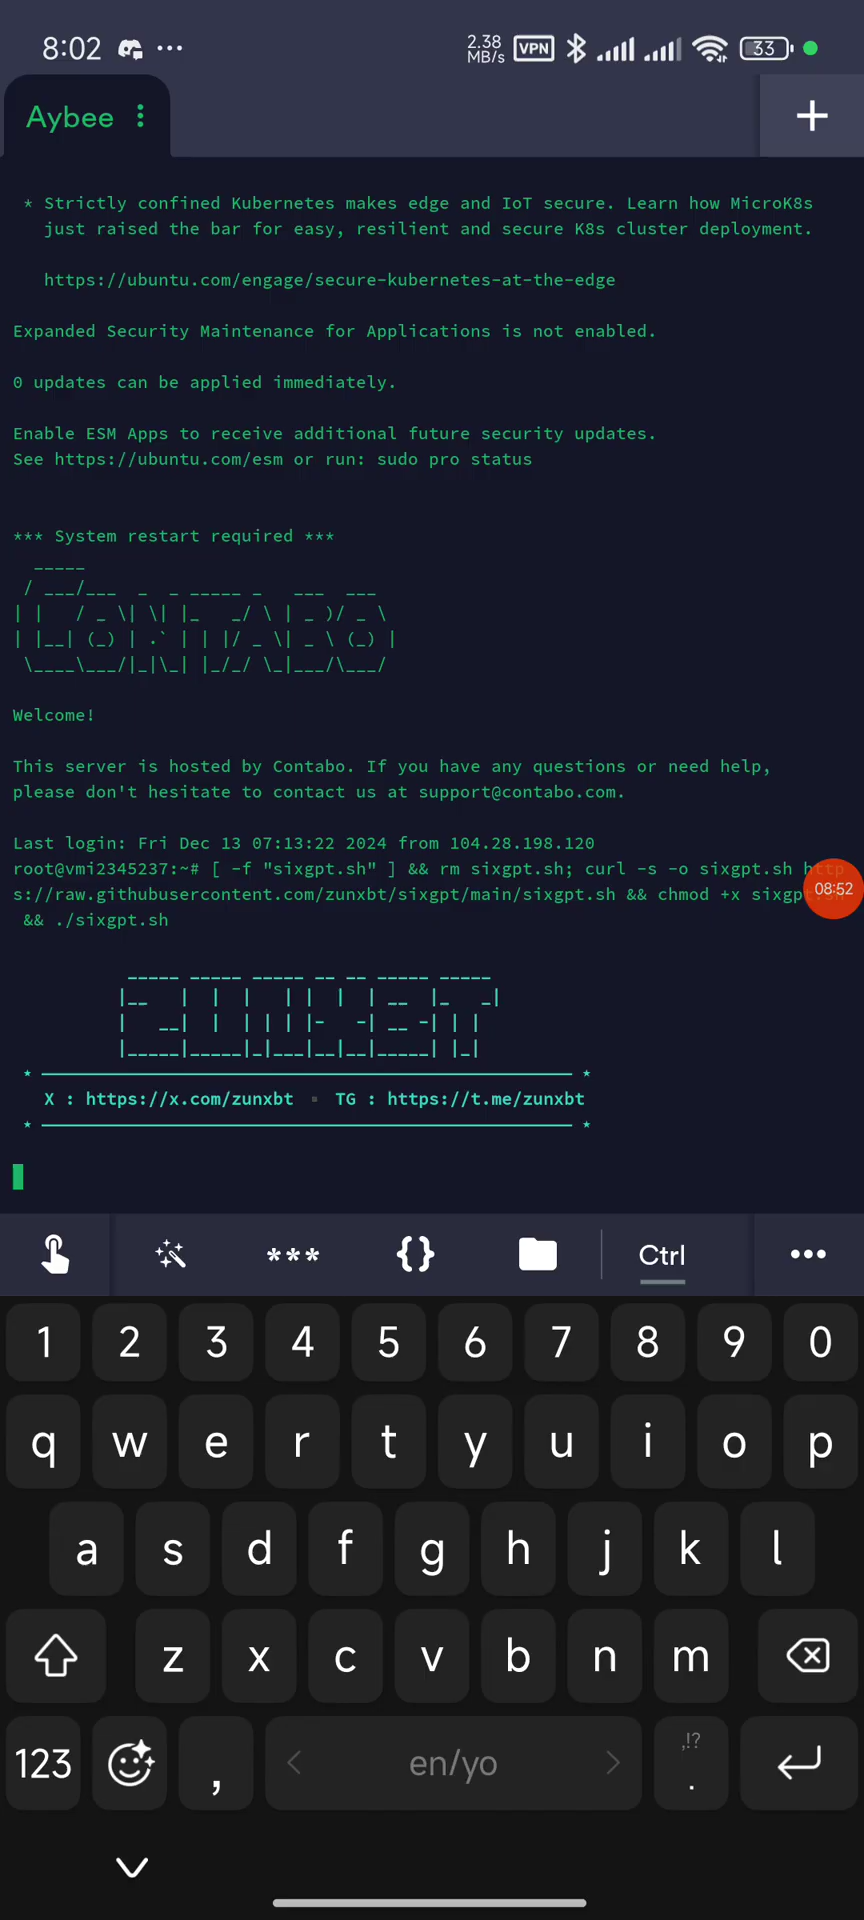 8:02 ... 2.38 MB/s VPN 33
Aybee
* Strictly confined Kubernetes makes edge and IoT secure. Learn how MicroK8s
just raised the bar for easy, resilient and secure K8s cluster deployment.
https://ubuntu.com/engage/secure-kubernetes-at-the-edge
Expanded Security Maintenance for Applications is not enabled.
0 updates can be applied immediately.
Enable ESM Apps to receive additional future security updates.
See https://ubuntu.com/esm or run: sudo pro status
*** System restart required ***
CONTABO
Welcome!
This server is hosted by Contabo. If you have any questions or need help,
please don't hesitate to contact us at support@contabo.com.
Last login: Fri Dec 13 07:13:22 2024 from 104.28.198.120
root@vmi2345237:~# [ -f "sixgpt.sh" ] && rm sixgpt.sh; curl -s -o sixgpt.sh http
s://raw.githubusercontent.com/zunxbt/sixgpt/main/sixgpt.sh && chmod +x sixgpt.sh
&& ./sixgpt.sh
08:52
ZUNXBT
* *
X : https://x.com/zunxbt ▪ TG : https://t.me/zunxbt
* *
*** {} Ctrl ...
1 2 3 4 5 6 7 8 9 0
q w e r t y u i o p
a s d f g h j k l
z x c v b n m
123 , < en/yo > ,!? .